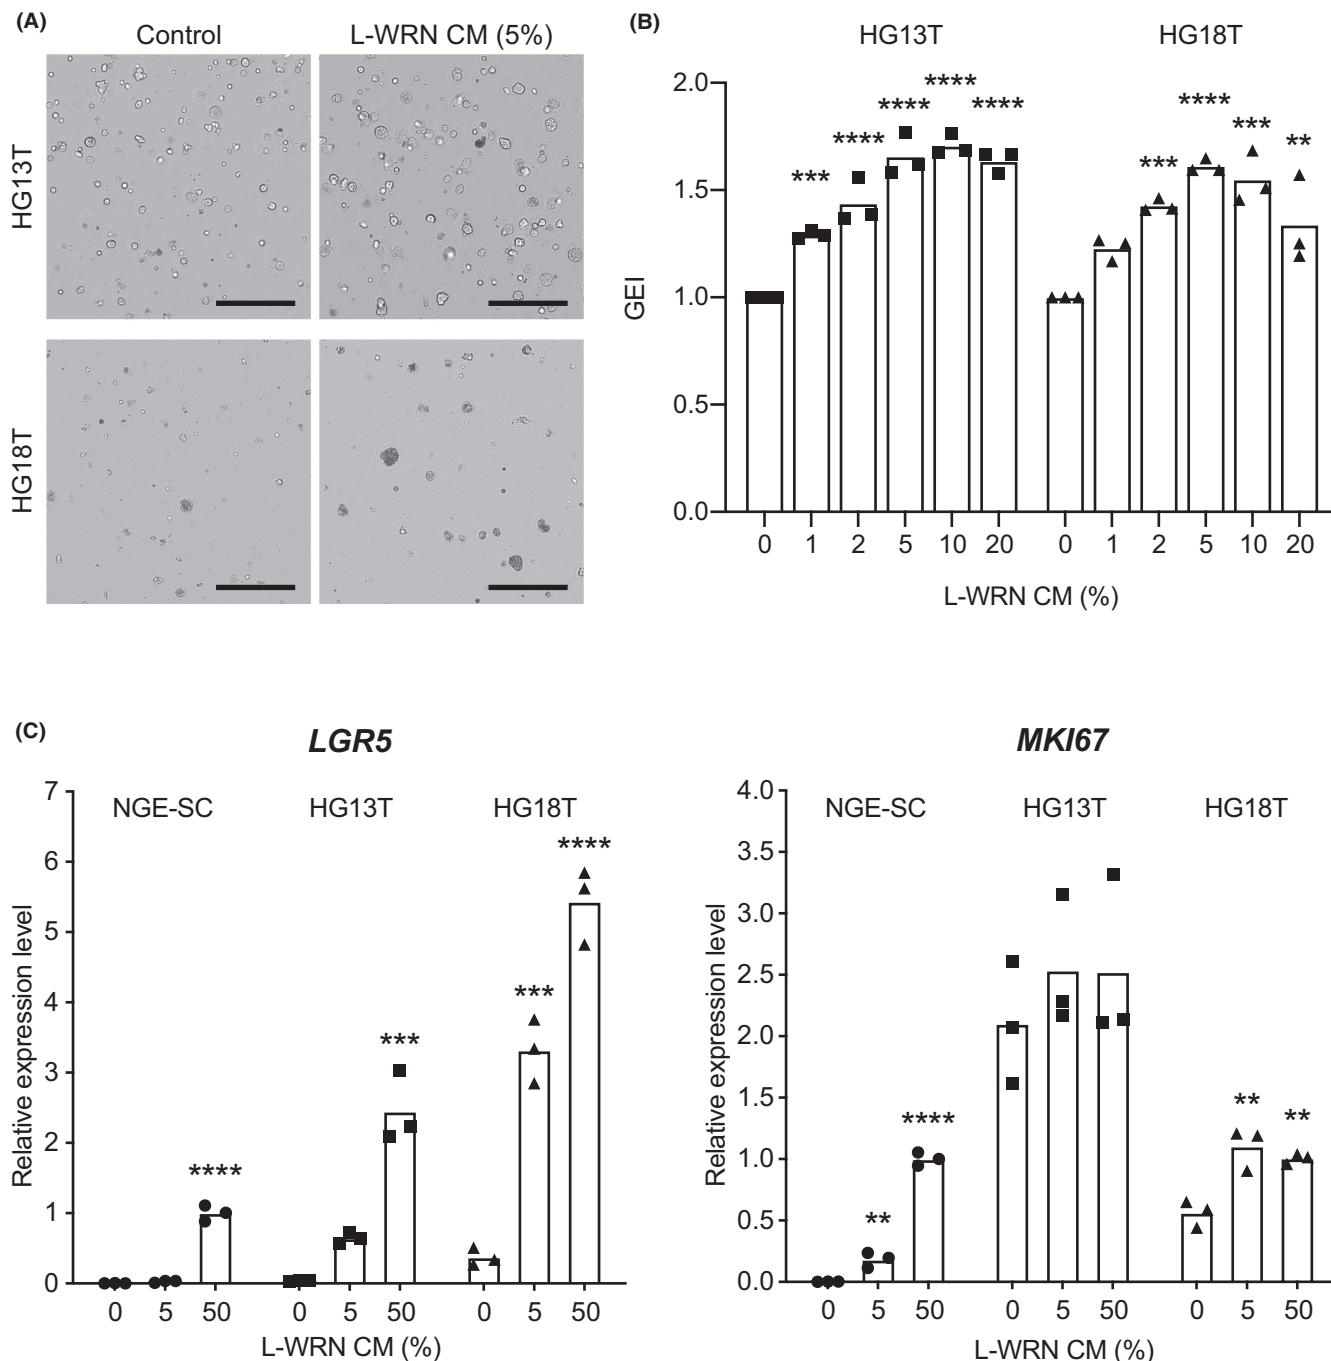 (A)
Control L-WRN CM (5%)
HG13T
HG18T
(B)
HG13T HG18T
GEI
2.0
1.5
1.0
0.5
0.0
*** **** **** **** ****
*** **** *** **
0 1 2 5 10 20 0 1 2 5 10 20
L-WRN CM (%)
(C)
LGR5
Relative expression level
7
6
5
4
3
2
1
0
NGE-SC HG13T HG18T
**** *** *** ****
0 5 50 0 5 50 0 5 50
L-WRN CM (%)
MKI67
Relative expression level
4.0
3.5
3.0
2.5
2.0
1.5
1.0
0.5
0.0
NGE-SC HG13T HG18T
** **** ** **
0 5 50 0 5 50 0 5 50
L-WRN CM (%)